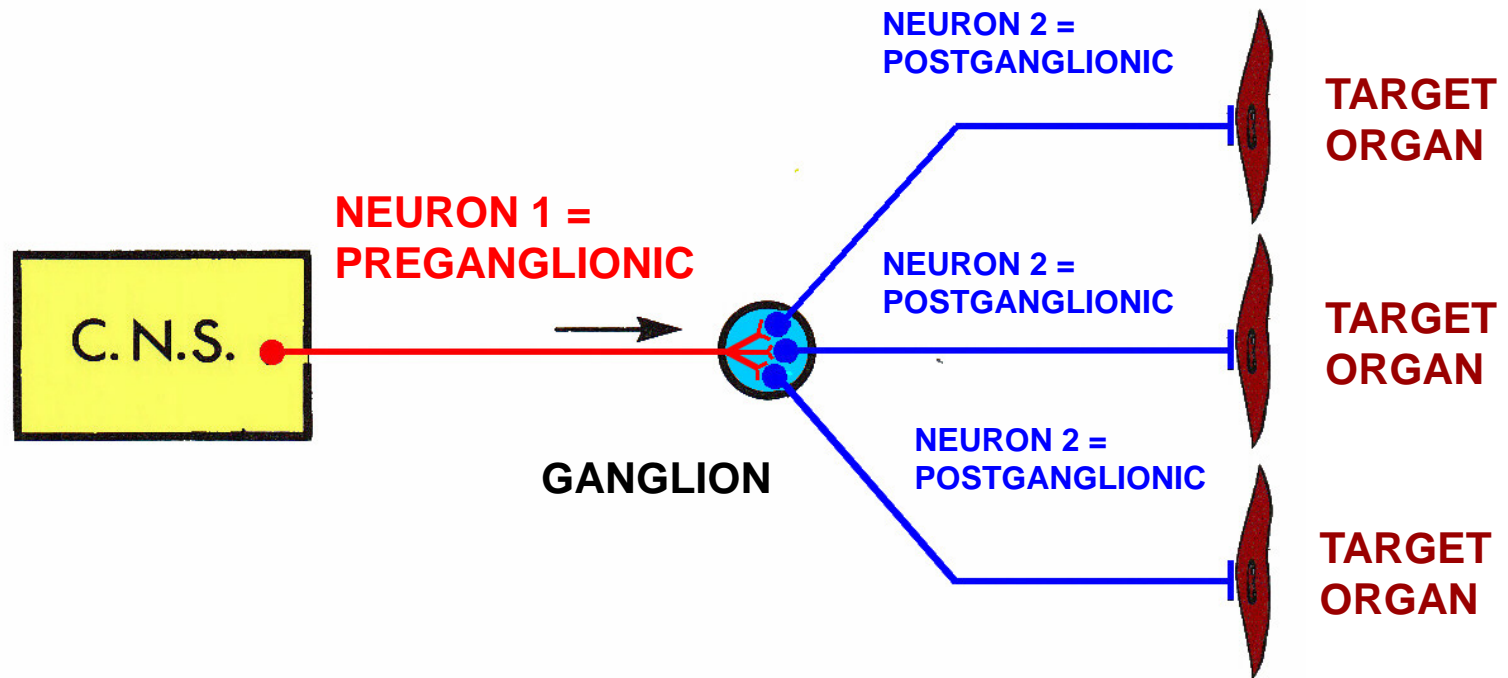 NEURON 2 =
POSTGANGLIONIC
TARGET
ORGAN
NEURON 1 =
PREGANGLIONIC
C.N.S.
NEURON 2 =
POSTGANGLIONIC
TARGET
ORGAN
GANGLION
NEURON 2 =
POSTGANGLIONIC
TARGET
ORGAN